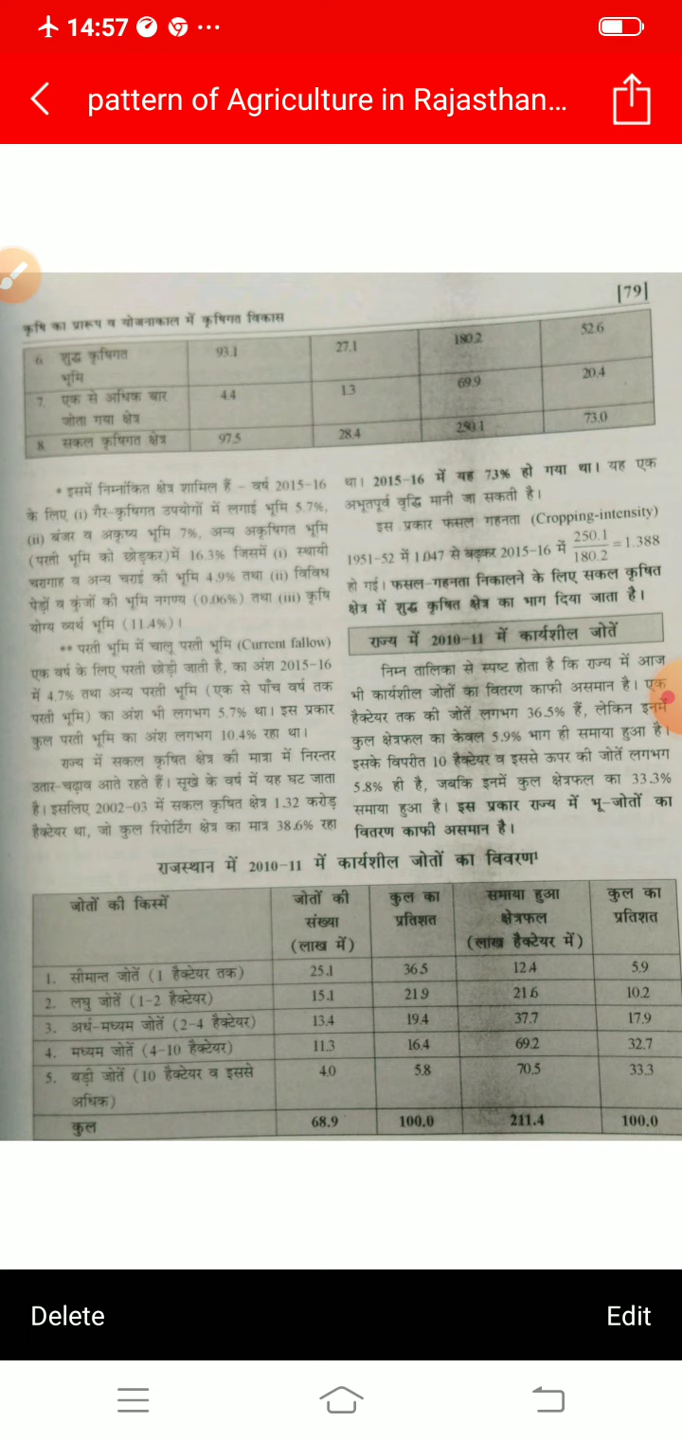 14:57
pattern of Agriculture in Rajasthan...
|79|
कृषि का प्रारूप व योजनाकाल में कृषिगत विकास
6. शुद्ध कृषिगत भूमि 93.1 27.1 180.2 52.6
7. एक से अधिक बार जोता गया क्षेत्र 4.4 1.3 69.9 20.4
8. सकल कृषिगत क्षेत्र 97.5 28.4 250.1 73.0
* इसमें निम्नांकित क्षेत्र शामिल हैं – वर्ष 2015-16
के लिए (i) गैर-कृषिगत उपयोगों में लगाई भूमि 5.7%,
(ii) बंजर व अकृष्य भूमि 7%, अन्य अकृषिगत भूमि
(परती भूमि को छोड़कर)में 16.3% जिसमें (i) स्थायी
चरागाह व अन्य चराई की भूमि 4.9% तथा (ii) विविध
पेड़ों व कुंजों की भूमि नगण्य (0.06%) तथा (iii) कृषि
योग्य व्यर्थ भूमि (11.4%)।
** परती भूमि में चालू परती भूमि (Current fallow)
एक वर्ष के लिए परती छोड़ी जाती है, का अंश 2015-16
में 4.7% तथा अन्य परती भूमि (एक से पाँच वर्ष तक
परती भूमि) का अंश भी लगभग 5.7% था। इस प्रकार
कुल परती भूमि का अंश लगभग 10.4% रहा था।
राज्य में सकल कृषित क्षेत्र की मात्रा में निरन्तर
उतार-चढ़ाव आते रहते हैं। सूखे के वर्ष में यह घट जाता
है। इसलिए 2002-03 में सकल कृषित क्षेत्र 1.32 करोड़
हैक्टेयर था, जो कुल रिपोर्टिंग क्षेत्र का मात्र 38.6% रहा
था। 2015-16 में यह 73% हो गया था। यह एक
अभूतपूर्व वृद्धि मानी जा सकती है।
इस प्रकार फसल गहनता (Cropping-intensity)
1951-52 में 1.047 से बढ़कर 2015-16 में 250.1/180.2 = 1.388
हो गई। फसल-गहनता निकालने के लिए सकल कृषित
क्षेत्र में शुद्ध कृषित क्षेत्र का भाग दिया जाता है।
राज्य में 2010-11 में कार्यशील जोतें
निम्न तालिका से स्पष्ट होता है कि राज्य में आज
भी कार्यशील जोतों का वितरण काफी असमान है। एक
हैक्टेयर तक की जोतें लगभग 36.5% हैं, लेकिन इनमें
कुल क्षेत्रफल का केवल 5.9% भाग ही समाया हुआ है।
इसके विपरीत 10 हैक्टेयर व इससे ऊपर की जोतें लगभग
5.8% ही है, जबकि इनमें कुल क्षेत्रफल का 33.3%
समाया हुआ है। इस प्रकार राज्य में भू-जोतों का
वितरण काफी असमान है।
राजस्थान में 2010-11 में कार्यशील जोतों का विवरण¹
जोतों की किस्में जोतों की संख्या (लाख में) कुल का प्रतिशत समाया हुआ क्षेत्रफल (लाख हैक्टेयर में) कुल का प्रतिशत
1. सीमान्त जोतें (1 हैक्टेयर तक) 25.1 36.5 12.4 5.9
2. लघु जोतें (1-2 हैक्टेयर) 15.1 21.9 21.6 10.2
3. अर्ध-मध्यम जोतें (2-4 हैक्टेयर) 13.4 19.4 37.7 17.9
4. मध्यम जोतें (4-10 हैक्टेयर) 11.3 16.4 69.2 32.7
5. बड़ी जोतें (10 हैक्टेयर व इससे अधिक) 4.0 5.8 70.5 33.3
कुल 68.9 100.0 211.4 100.0
Delete
Edit